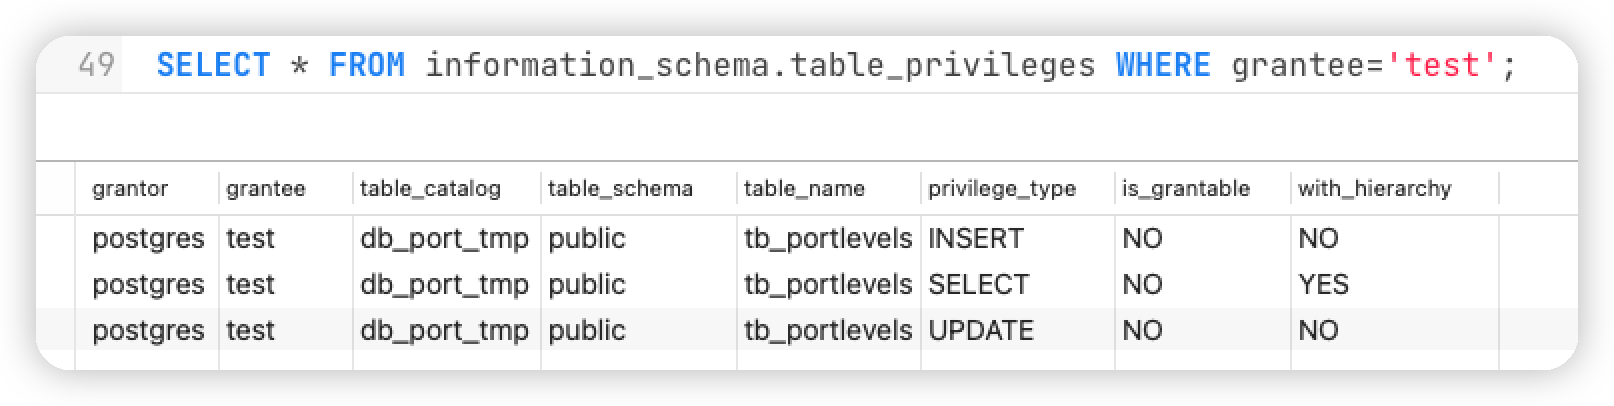 49 SELECT * FROM information_schema.table_privileges WHERE grantee='test';
grantor grantee table_catalog table_schema table_name privilege_type is_grantable with_hierarchy
postgres test db_port_tmp public tb_portlevels INSERT NO NO
postgres test db_port_tmp public tb_portlevels SELECT NO YES
postgres test db_port_tmp public tb_portlevels UPDATE NO NO